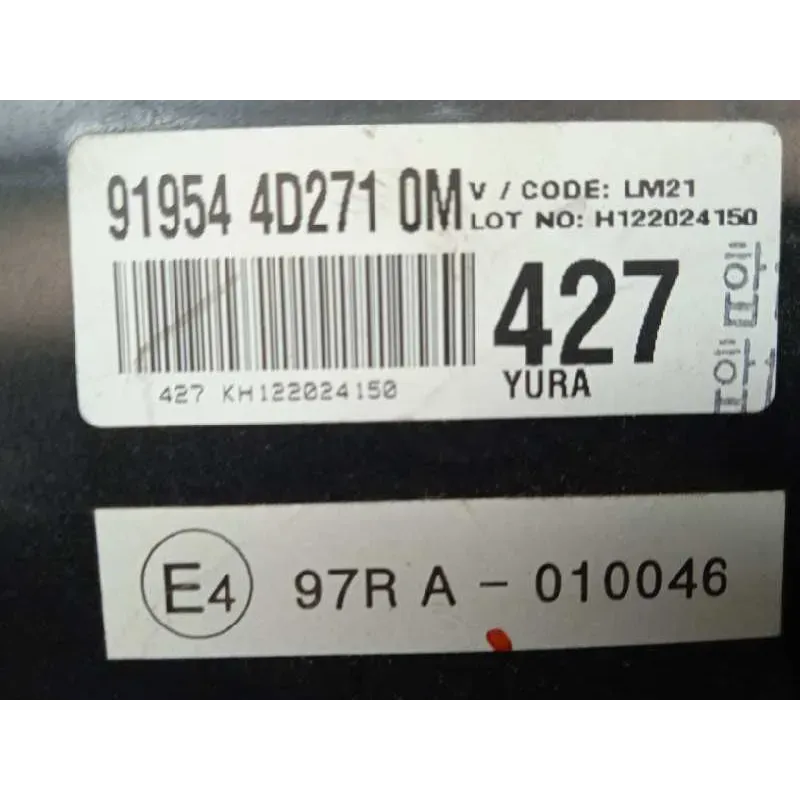 91954 4D271 0M
V / CODE: LM21
LOT NO: H122024150
427
YURA
427 KH122024150
E4 97R A - 010046